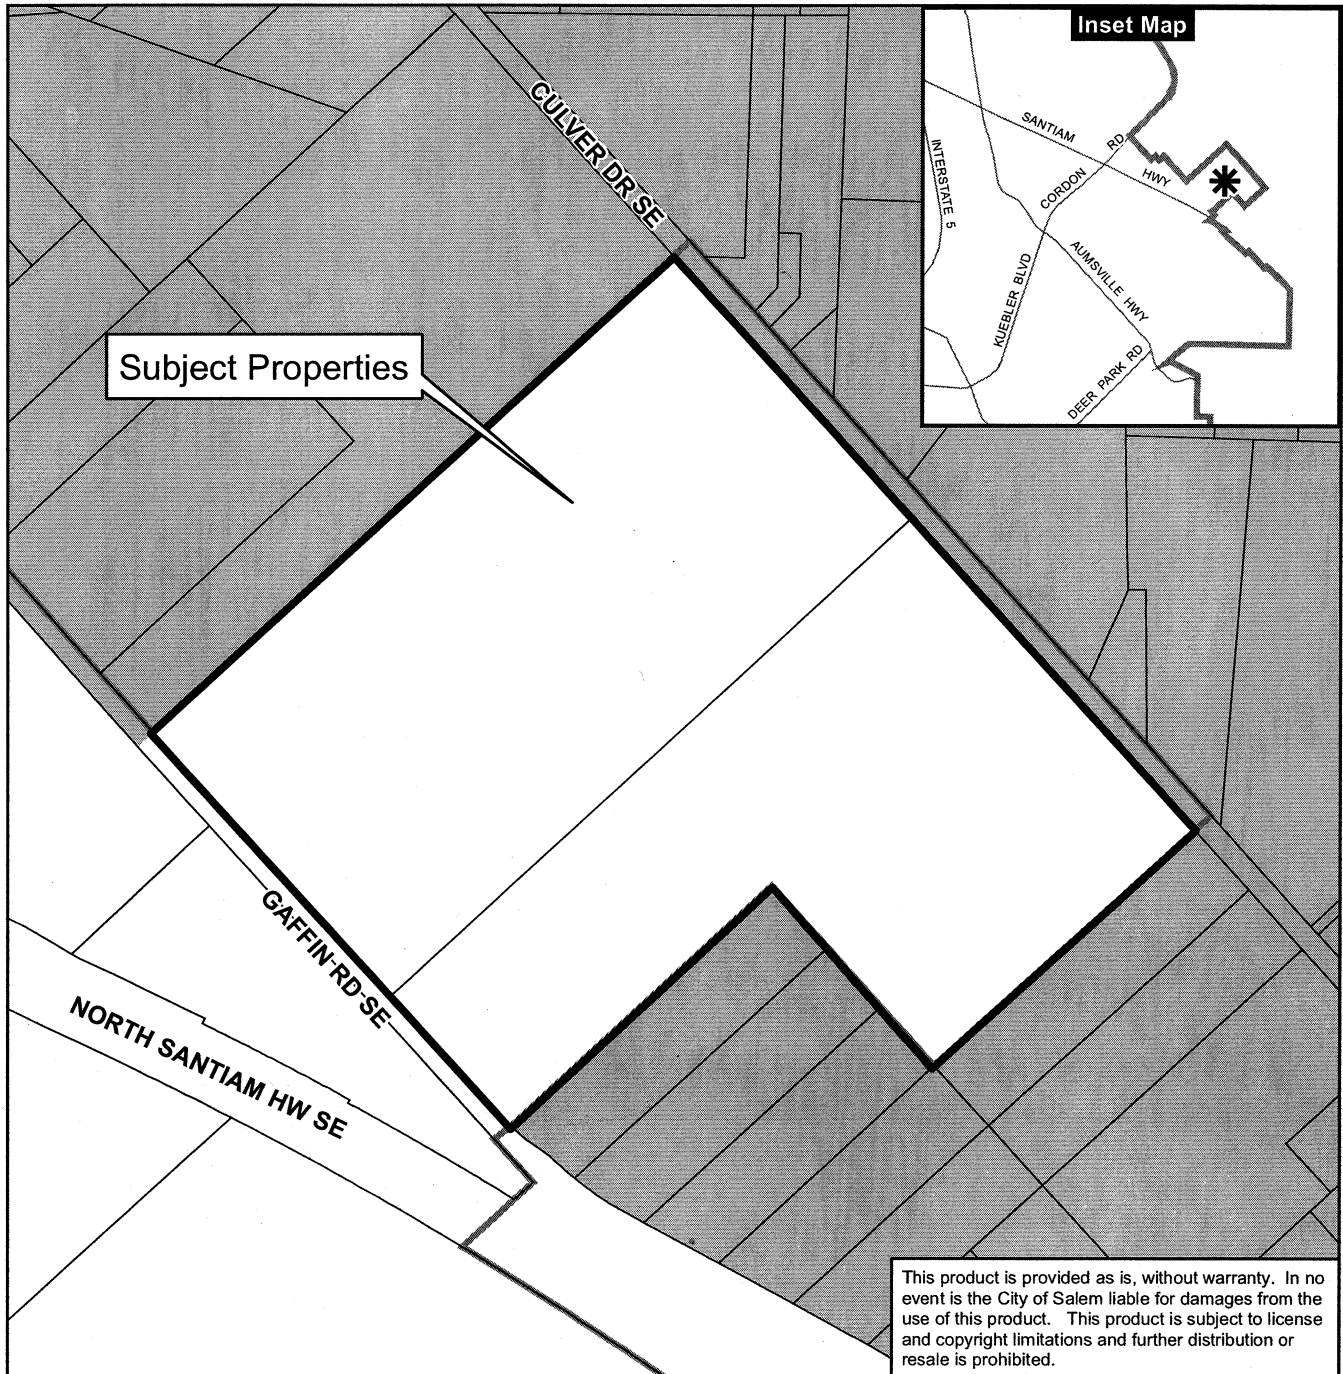 Inset Map
SANTIAM
HWY
CORDON
RD
INTERSTATE 5
KUEBLER BLVD
AUMSVILLE HWY
DEER PARK RD
CULVER DR SE
Subject Properties
GAFFIN RD SE
NORTH SANTIAM HW SE
This product is provided as is, without warranty. In no
event is the City of Salem liable for damages from the
use of this product. This product is subject to license
and copyright limitations and further distribution or
resale is prohibited.